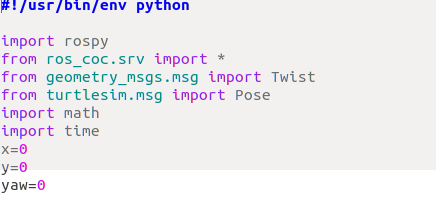 #!/usr/bin/env python

import rospy
from ros_coc.srv import *
from geometry_msgs.msg import Twist
from turtlesim.msg import Pose
import math
import time
x=0
y=0
yaw=0